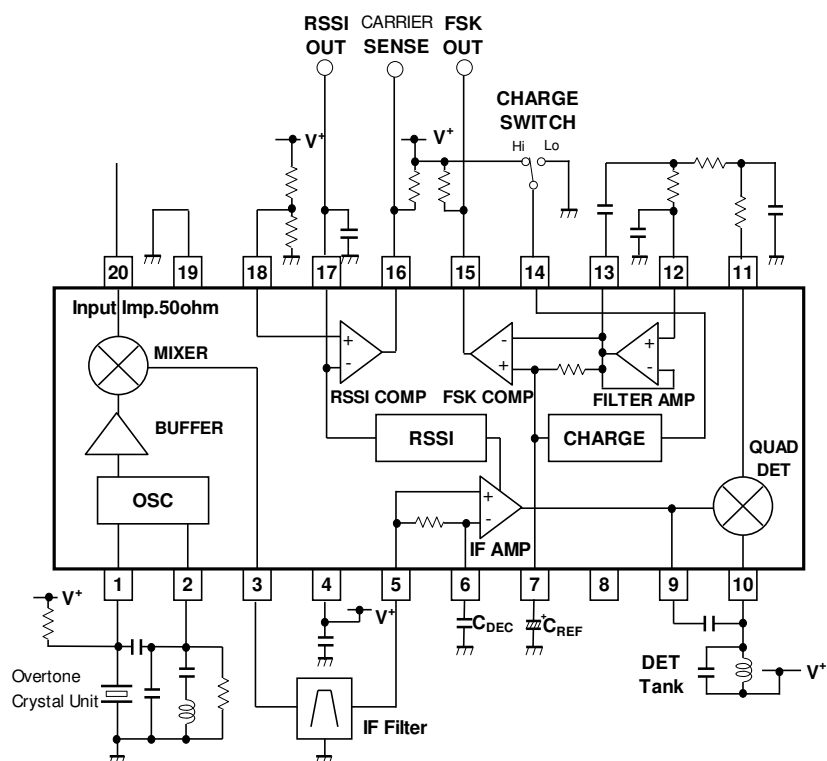 RSSI OUT
CARRIER SENSE
FSK OUT
CHARGE SWITCH
V+
V+
Hi
Lo
20
19
18
17
16
15
14
13
12
11
Input Imp.50ohm
MIXER
+
-
RSSI COMP
-
+
FSK COMP
+
-
FILTER AMP
BUFFER
RSSI
CHARGE
QUAD DET
OSC
+
-
IF AMP
1
2
3
4
5
6
7
8
9
10
V+
V+
CDEC
+
CREF
DET Tank
V+
Overtone Crystal Unit
IF Filter